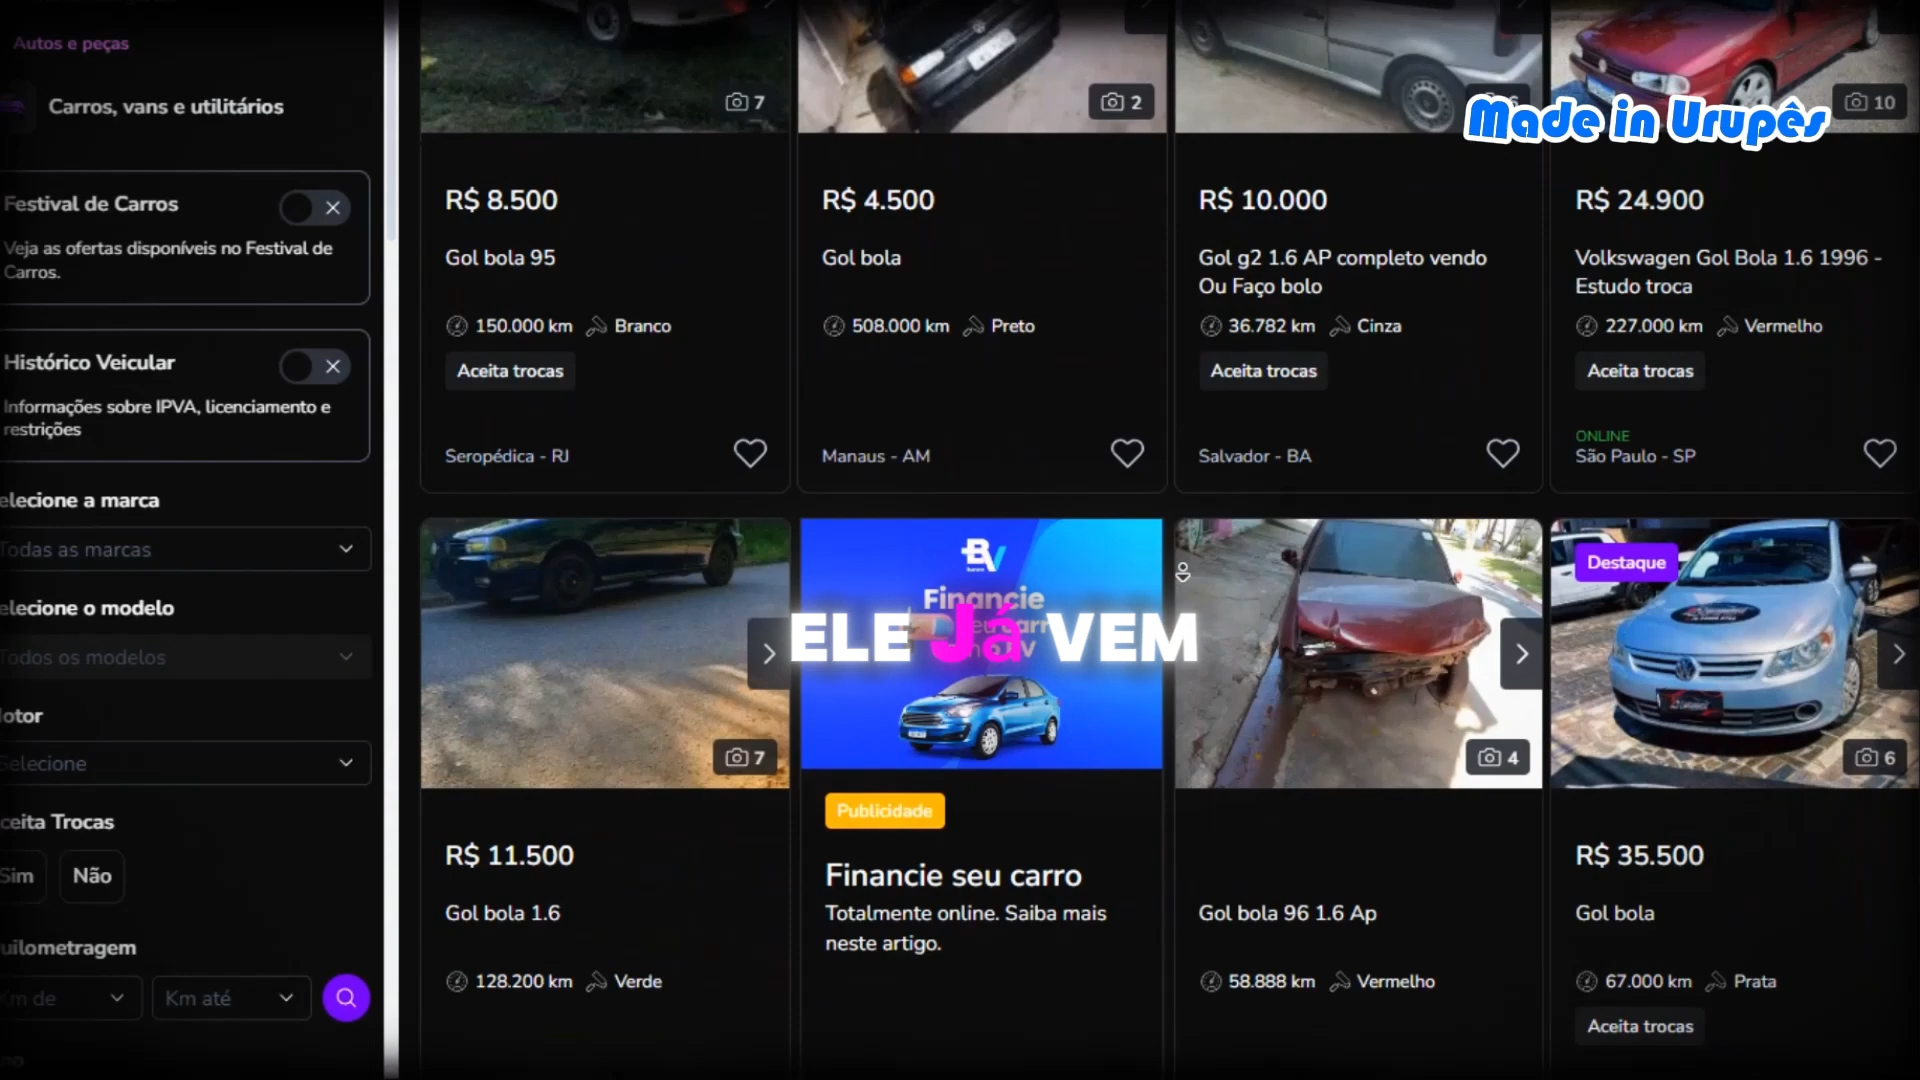 Autos e peças
Carros, vans e utilitários
Festival de Carros
Veja as ofertas disponíveis no Festival de
Carros.
Histórico Veicular
Informações sobre IPVA, licenciamento e
restrições
elecione a marca
Todas as marcas
elecione o modelo
Todos os modelos
otor
Selecione
ceita Trocas
Sim
Não
uilometragem
Km de
Km até
7
R$ 8.500
Gol bola 95
150.000 km
Branco
Aceita trocas
Seropédica - RJ
2
R$ 4.500
Gol bola
508.000 km
Preto
Manaus - AM
R$ 10.000
Gol g2 1.6 AP completo vendo
Ou Faço bolo
36.782 km
Cinza
Aceita trocas
Salvador - BA
10
Made in Urupês
R$ 24.900
Volkswagen Gol Bola 1.6 1996 -
Estudo troca
227.000 km
Vermelho
Aceita trocas
ONLINE
São Paulo - SP
7
R$ 11.500
Gol bola 1.6
128.200 km
Verde
BV
Financie
ELE Já VEM
Publicidade
Financie seu carro
Totalmente online. Saiba mais
neste artigo.
4
Gol bola 96 1.6 Ap
58.888 km
Vermelho
Destaque
6
R$ 35.500
Gol bola
67.000 km
Prata
Aceita trocas